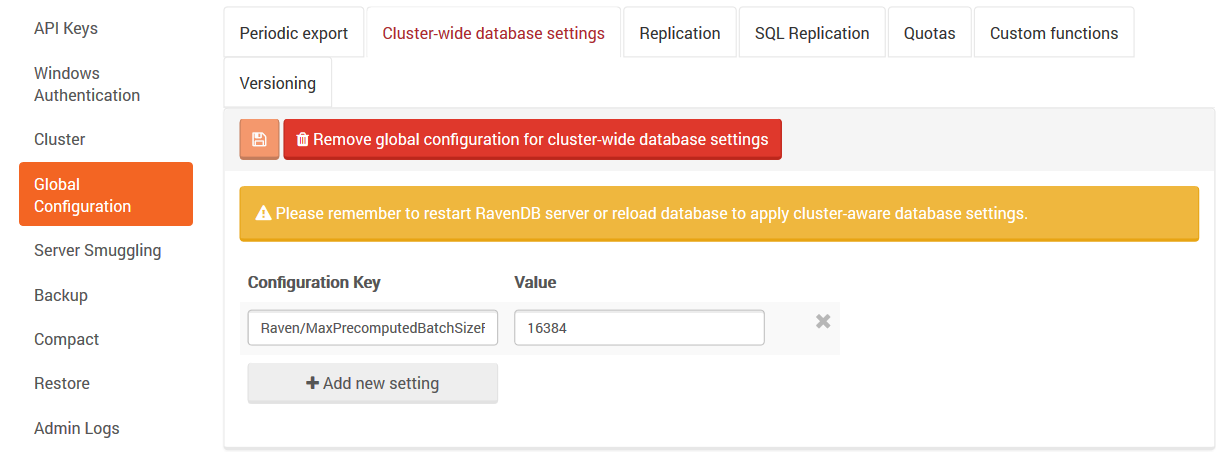 API Keys
Windows
Authentication
Cluster
Global
Configuration
Server Smuggling
Backup
Compact
Restore
Admin Logs
Periodic export
Cluster-wide database settings
Replication
SQL Replication
Quotas
Custom functions
Versioning
Remove global configuration for cluster-wide database settings
Please remember to restart RavenDB server or reload database to apply cluster-aware database settings.
Configuration Key
Value
Raven/MaxPrecomputedBatchSizeF
16384
Add new setting